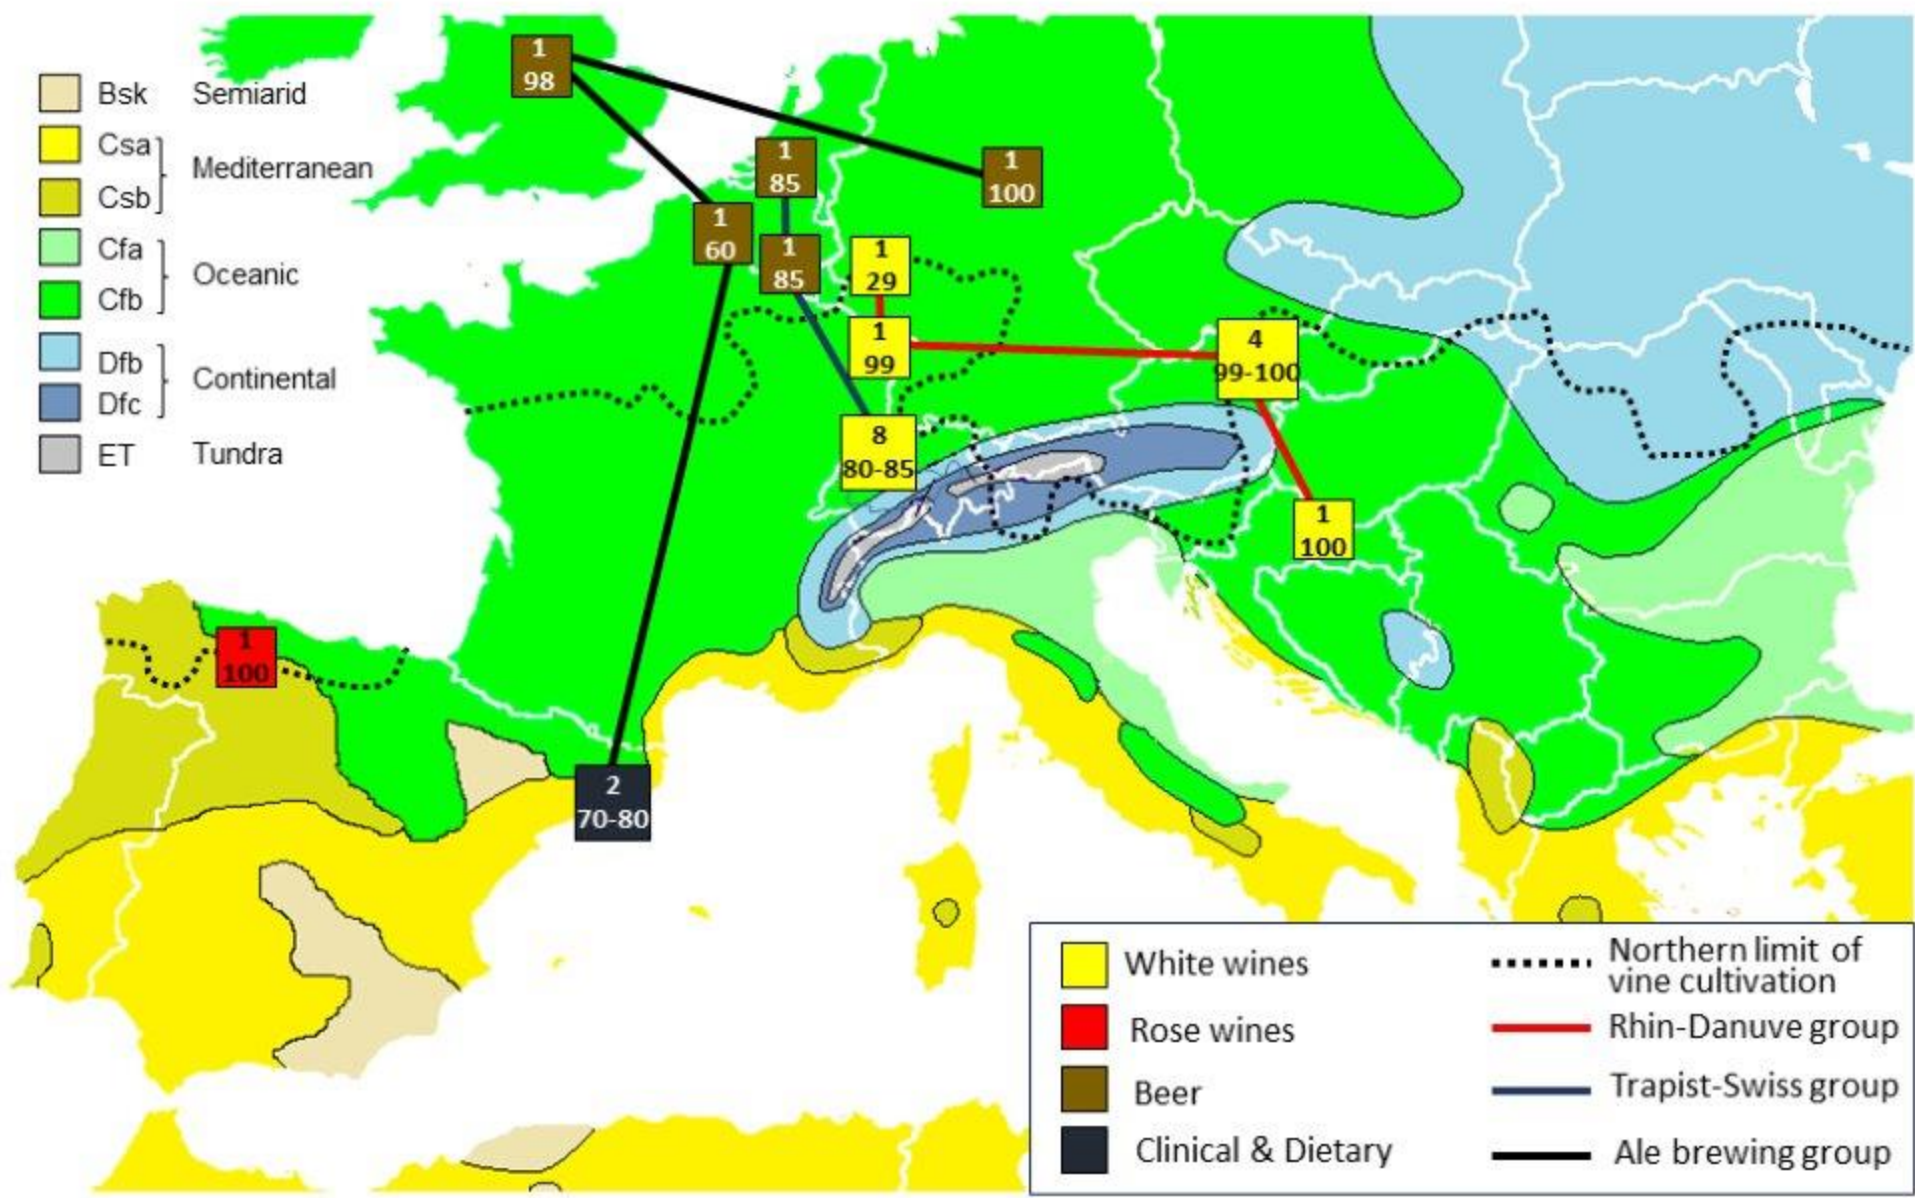 Bsk Semiarid
Csa
Mediterranean
Csb
Cfa
Oceanic
Cfb
Dfb
Continental
Dfc
ET Tundra
1
98
1
85
1
100
1
60
1
85
1
29
1
99
4
99-100
8
80-85
1
100
1
100
2
70-80
White wines
Rose wines
Beer
Clinical & Dietary
Northern limit of
vine cultivation
Rhin-Danuve group
Trapist-Swiss group
Ale brewing group